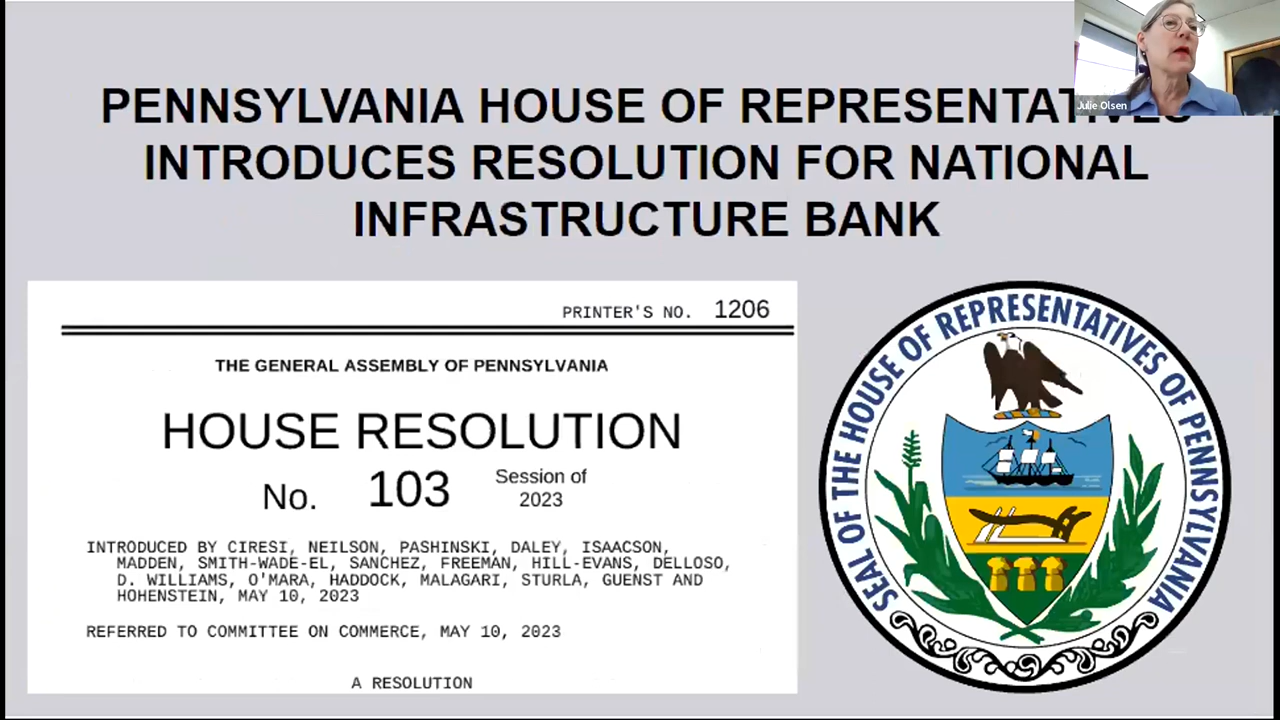 PENNSYLVANIA HOUSE OF REPRESENTATIVES
INTRODUCES RESOLUTION FOR NATIONAL
INFRASTRUCTURE BANK
Julie Olsen
PRINTER'S NO. 1206
THE GENERAL ASSEMBLY OF PENNSYLVANIA
HOUSE RESOLUTION
No. 103 Session of
2023
INTRODUCED BY CIRESI, NEILSON, PASHINSKI, DALEY, ISAACSON,
MADDEN, SMITH-WADE-EL, SANCHEZ, FREEMAN, HILL-EVANS, DELLOSO,
D. WILLIAMS, O'MARA, HADDOCK, MALAGARI, STURLA, GUENST AND
HOHENSTEIN, MAY 10, 2023
REFERRED TO COMMITTEE ON COMMERCE, MAY 10, 2023
A RESOLUTION
SEAL OF THE HOUSE OF REPRESENTATIVES OF PENNSYLVANIA